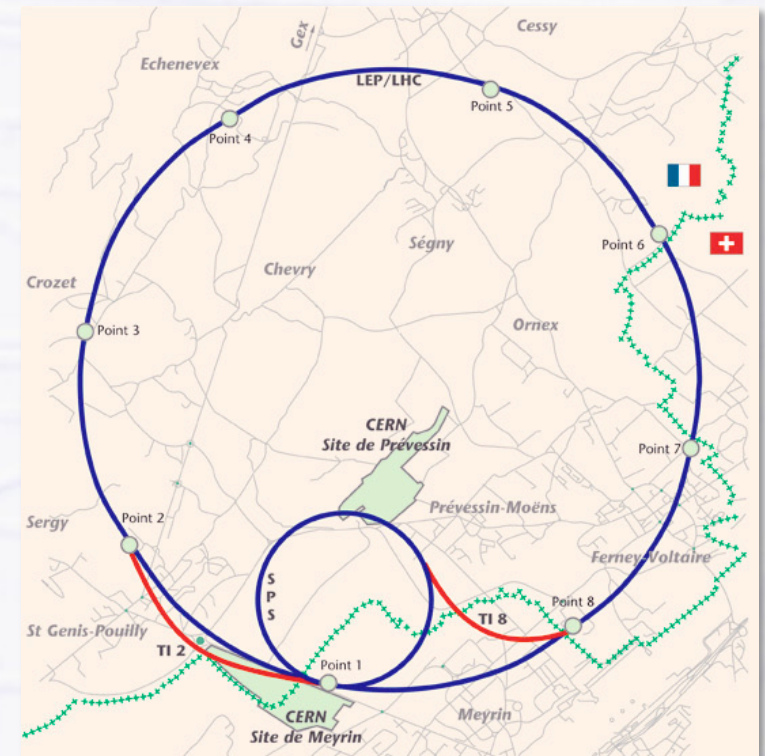 Cessy
Gex
Echenevex
LEP/LHC
Point 5
Point 4
Point 6
Ségny
Chevry
Crozet
Ornex
Point 3
CERN
Site de Prévessin
Point 7
Prévessin-Moëns
Point 2
Sergy
Ferney-Voltaire
S
P
S
Point 8
TI 8
St Genis-Pouilly
TI 2
Point 1
CERN
Site de Meyrin
Meyrin